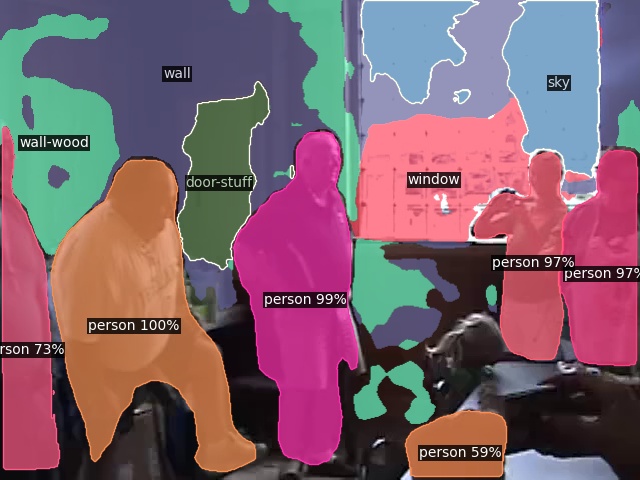 wall
sky
wall-wood
door-stuff
window
person 97%
person 97%
person 99%
person 100%
rson 73%
person 59%